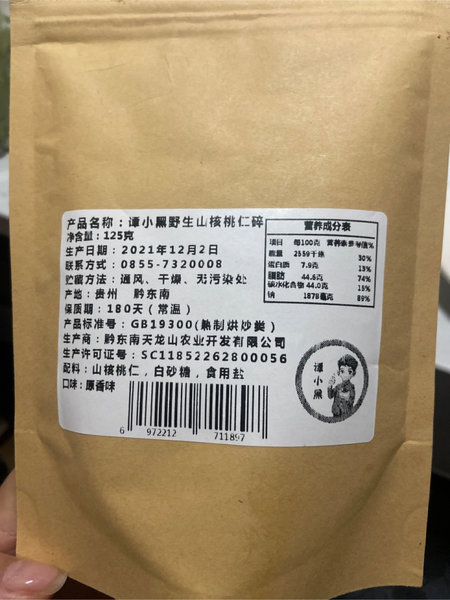 产品名称：谭小黑野生山核桃仁碎
净含量：125克
生产日期：2021年12月2日
联系方式：0855-7320008
贮藏方法：通风、干燥、无污染处
产地：贵州 黔东南
保质期：180天（常温）
产品标准号：GB19300(熟制烘炒类)
生产商：黔东南天龙山农业开发有限公司
生产许可证号：SC11852262800056
配料：山核桃仁，白砂糖，食用盐
口味：原香味
6 972212 711897
营养成分表
项目 每100克 营养素参考值%
能量 2559千焦 30%
蛋白质 7.9克 13%
脂肪 44.6克 74%
碳水化合物 44.0克 15%
钠 1878毫克 89%
谭小黑